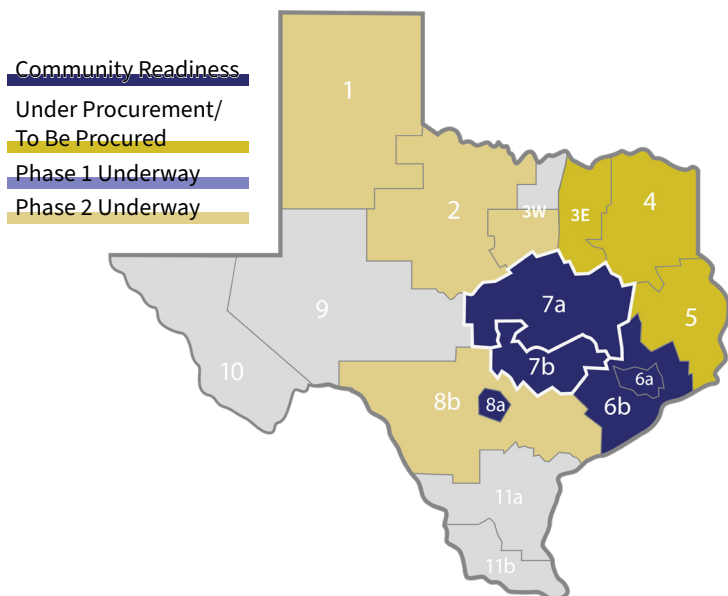 Community Readiness
Under Procurement/
To Be Procured
Phase 1 Underway
Phase 2 Underway
1
2
3W
3E
4
5
7a
9
10
7b
6a
6b
8b
8a
11a
11b